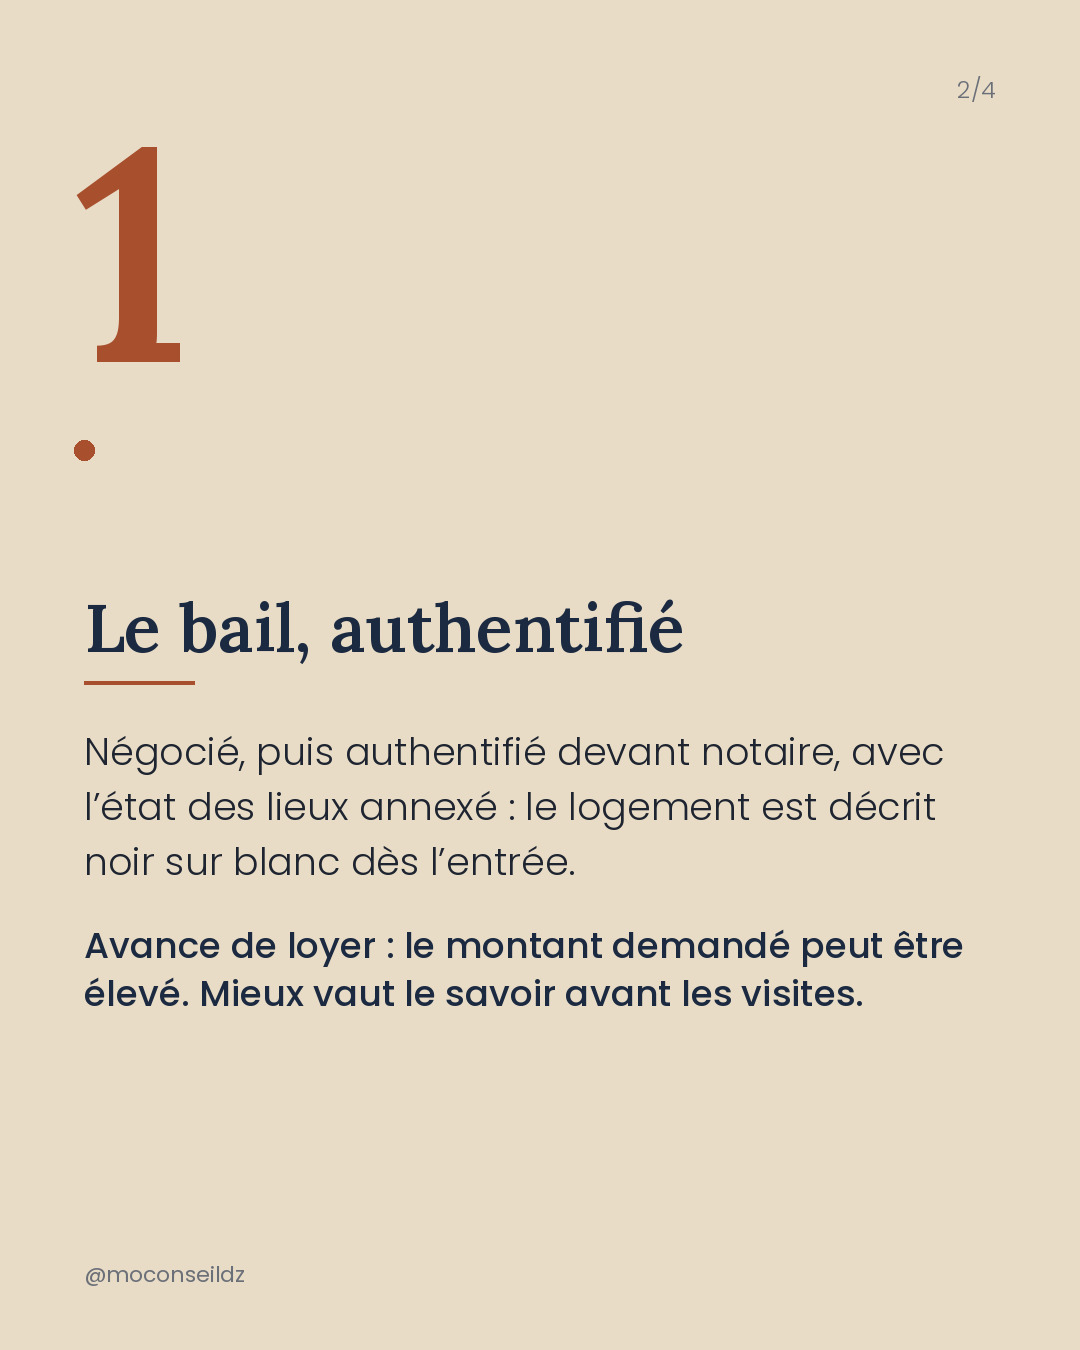 2/4
1
.
Le bail, authentifié
Négocié, puis authentifié devant notaire, avec
l’état des lieux annexé : le logement est décrit
noir sur blanc dès l’entrée.
Avance de loyer : le montant demandé peut être
élevé. Mieux vaut le savoir avant les visites.
@moconseildz